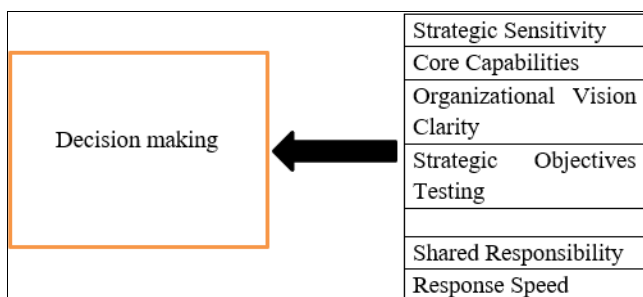 Strategic Sensitivity
Core Capabilities
Organizational Vision
Clarity
Decision making
Strategic Objectives
Testing
Shared Responsibility
Response Speed